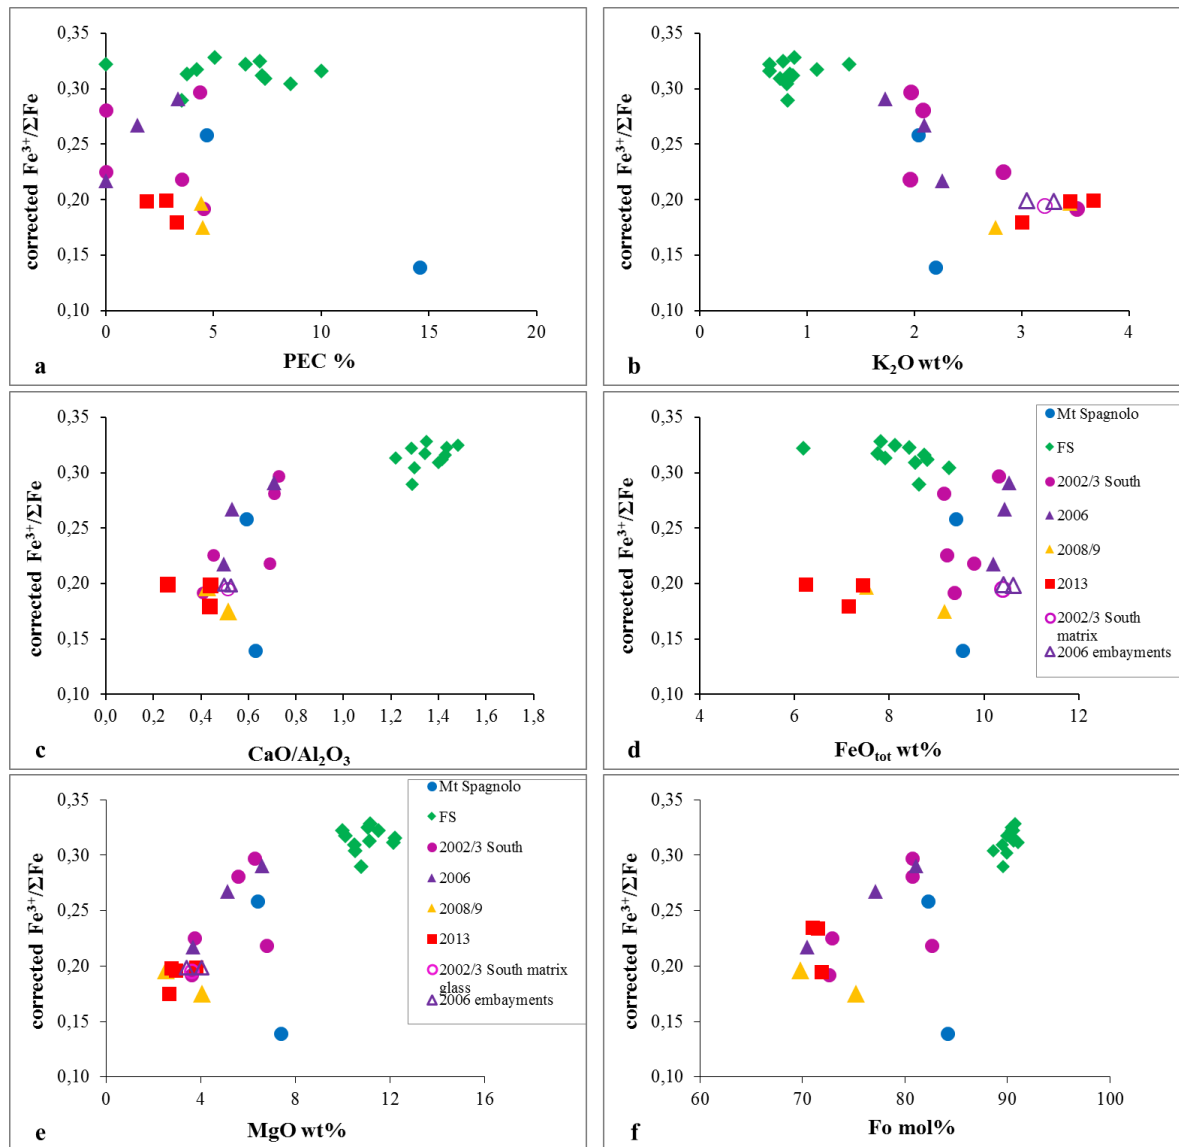 0,35
0,30
0,25
0,20
0,15
0,10
corrected Fe³⁺/ΣFe
0 5 10 15 20
a PEC %
0,35
0,30
0,25
0,20
0,15
0,10
corrected Fe³⁺/ΣFe
0 1 2 3 4
b K₂O wt%
0,35
0,30
0,25
0,20
0,15
0,10
corrected Fe³⁺/ΣFe
0,0 0,2 0,4 0,6 0,8 1,0 1,2 1,4 1,6 1,8
c CaO/Al₂O₃
0,35
0,30
0,25
0,20
0,15
0,10
corrected Fe³⁺/ΣFe
Mt Spagnolo
FS
2002/3 South
2006
2008/9
2013
2002/3 South
matrix
2006 embayments
4 6 8 10 12
d FeOtot wt%
0,35
0,30
0,25
0,20
0,15
0,10
corrected Fe³⁺/ΣFe
Mt Spagnolo
FS
2002/3 South
2006
2008/9
2013
2002/3 South matrix
glass
2006 embayments
0 4 8 12 16
e MgO wt%
0,35
0,30
0,25
0,20
0,15
0,10
corrected Fe³⁺/ΣFe
60 70 80 90 100
f Fo mol%